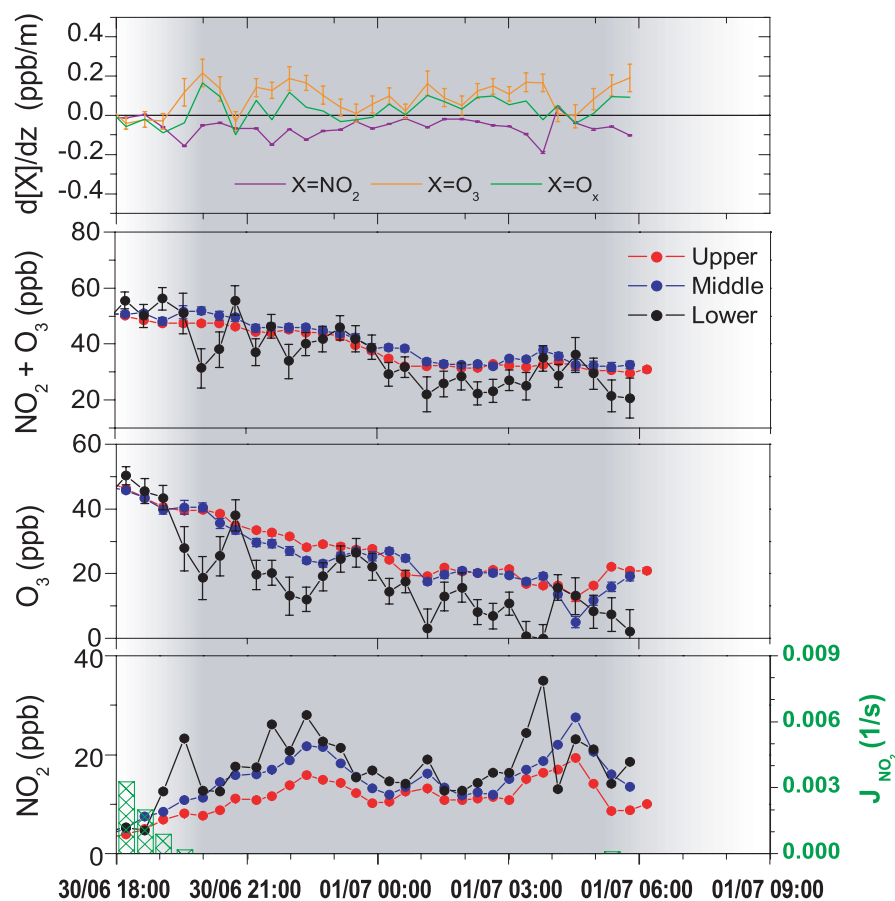 d[X]/dz (ppb/m)
0.4
0.2
0.0
-0.2
-0.4
X=NO2 X=O3 X=Ox
NO2 + O3 (ppb)
80
60
40
20
Upper
Middle
Lower
O3 (ppb)
60
40
20
0
NO2 (ppb)
40
20
0
0.009
0.006
0.003
0.000
J NO2 (1/s)
30/06 18:00 30/06 21:00 01/07 00:00 01/07 03:00 01/07 06:00 01/07 09:00